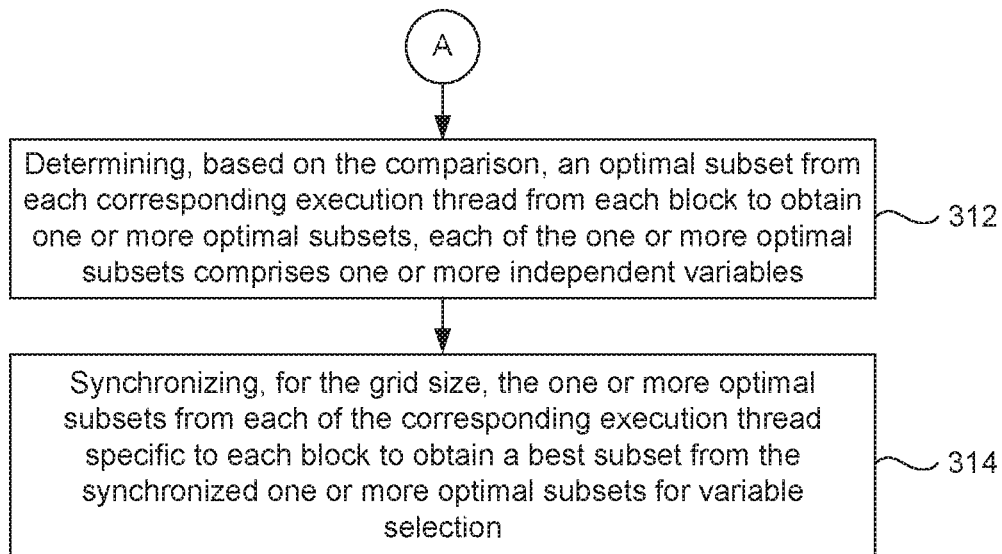 A
Determining, based on the comparison, an optimal subset from
each corresponding execution thread from each block to obtain
one or more optimal subsets, each of the one or more optimal
subsets comprises one or more independent variables
312
Synchronizing, for the grid size, the one or more optimal
subsets from each of the corresponding execution thread
specific to each block to obtain a best subset from the
synchronized one or more optimal subsets for variable
selection
314